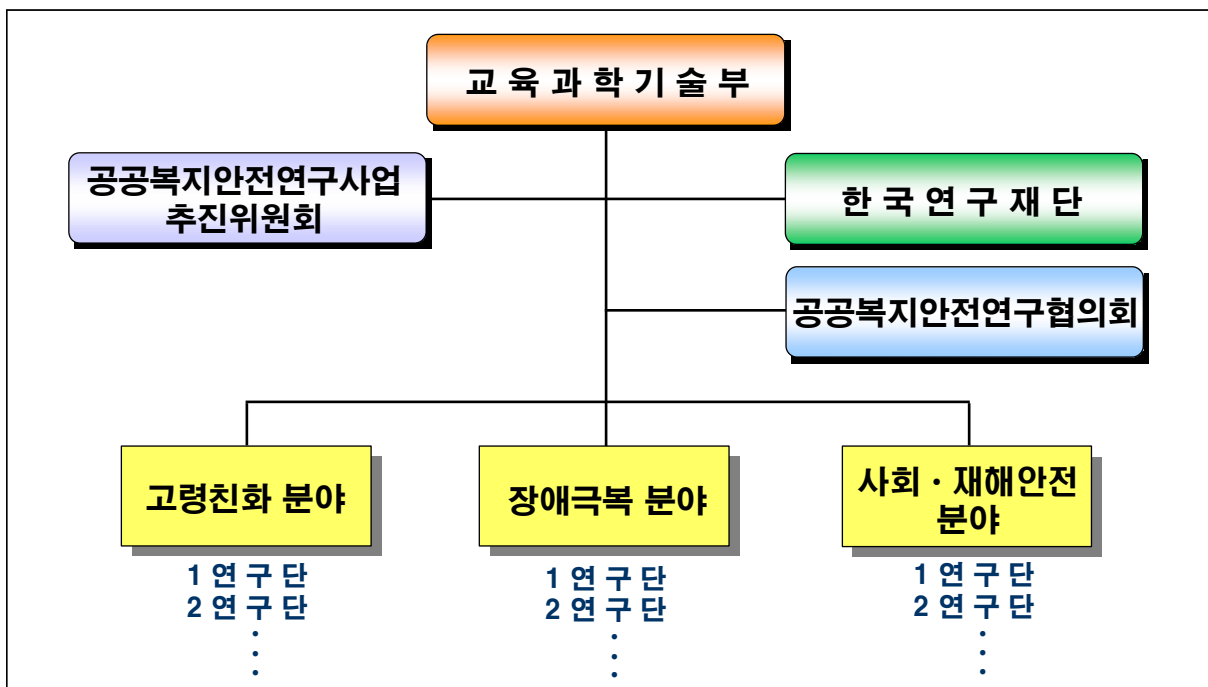 교 육 과 학 기 술 부
공공복지안전연구사업
추진위원회
한 국 연 구 재 단
공공복지안전연구협의회
고령친화 분야
장애극복 분야
사회 · 재해안전
분야
1 연 구 단
2 연 구 단
1 연 구 단
2 연 구 단
1 연 구 단
2 연 구 단